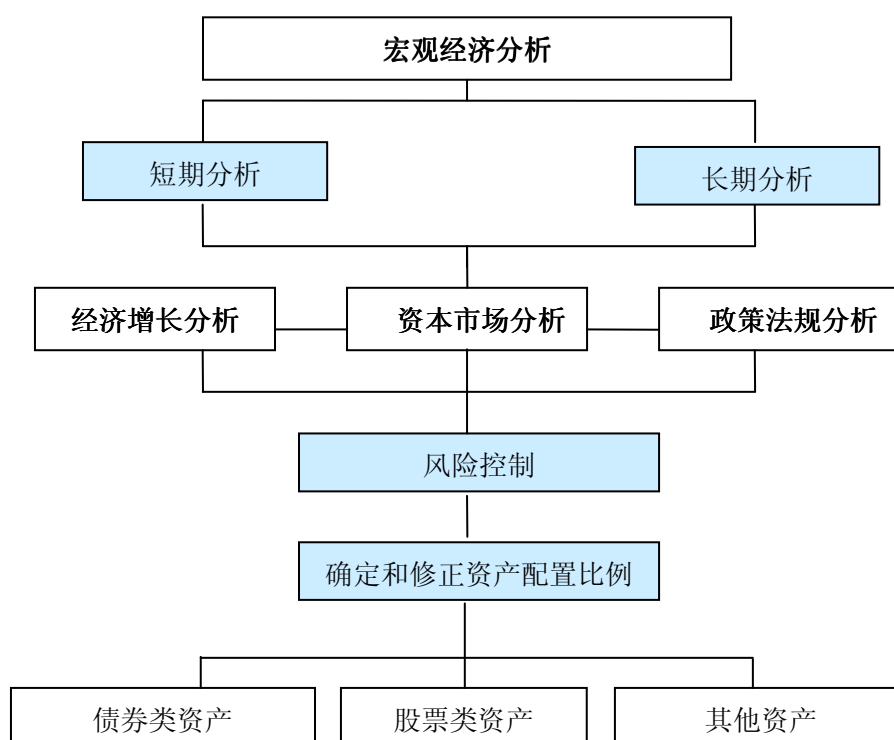 宏观经济分析
短期分析
长期分析
经济增长分析
资本市场分析
政策法规分析
风险控制
确定和修正资产配置比例
债券类资产
股票类资产
其他资产